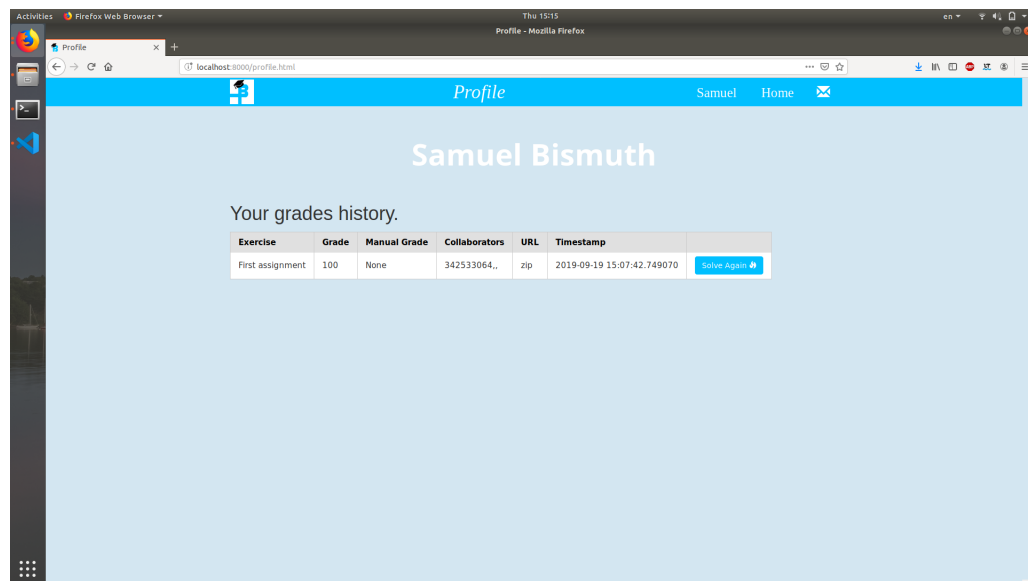 Activities Firefox Web Browser Thu 15:15 en
Profile - Mozilla Firefox
Profile
localhost:8000/profile.html
Profile Samuel Home
Samuel Bismuth
Your grades history.
Exercise Grade Manual Grade Collaborators URL Timestamp
First assignment 100 None 342533064,, zip 2019-09-19 15:07:42.749070 Solve Again